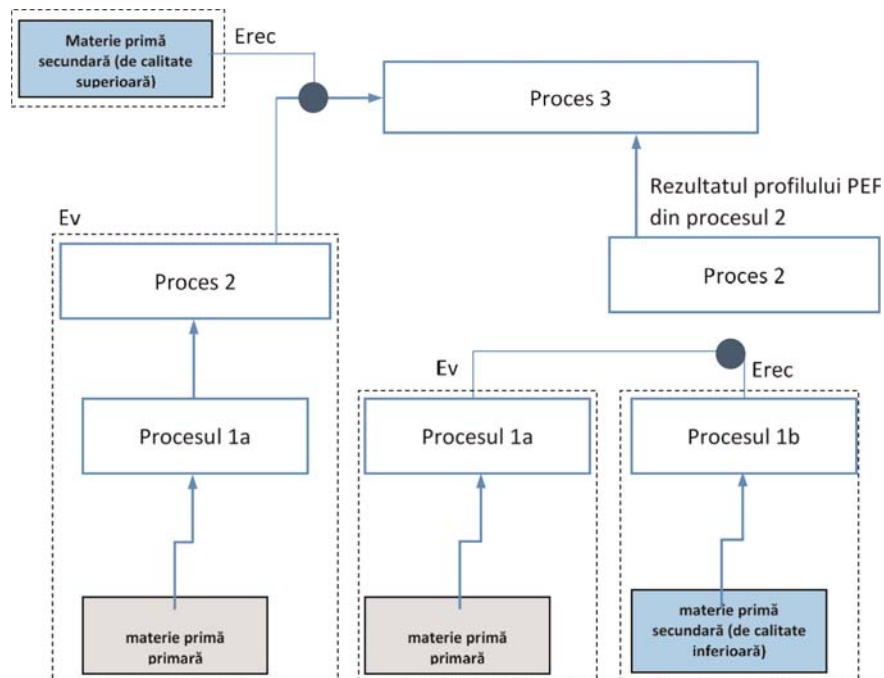 Materie primă
secundară (de calitate
superioară)
Erec
Proces 3
Rezultatul profilului PEF
din procesul 2
Ev
Proces 2
Proces 2
Ev
Erec
Procesul 1a
Procesul 1a
Procesul 1b
materie primă
primară
materie primă
primară
materie primă
secundară (de calitate
inferioară)